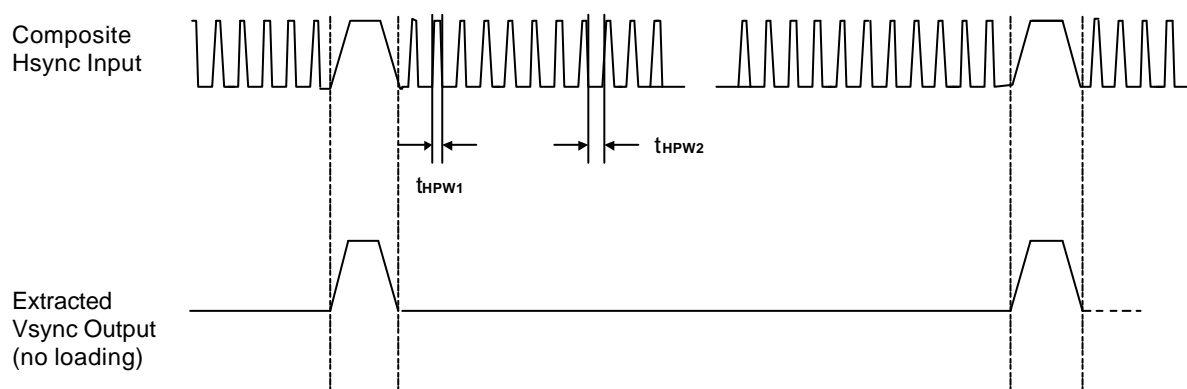 Composite
Hsync Input
tHPW2
tHPW1
Extracted
Vsync Output
(no loading)